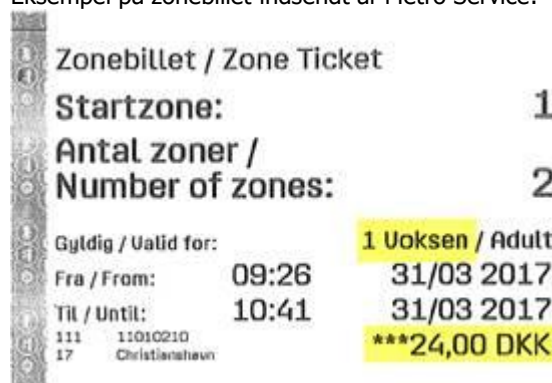 Eksempel på zonebillet indsendt af Metro Service:
Zonebillet / Zone Ticket
Startzone: 1
Antal zoner /
Number of zones: 2
Gyldig / Valid for: 1 Voksen / Adult
Fra / From: 09:26 31/03 2017
Til / Until: 10:41 31/03 2017
111 11010210 ***24,00 DKK
17 Christianshavn